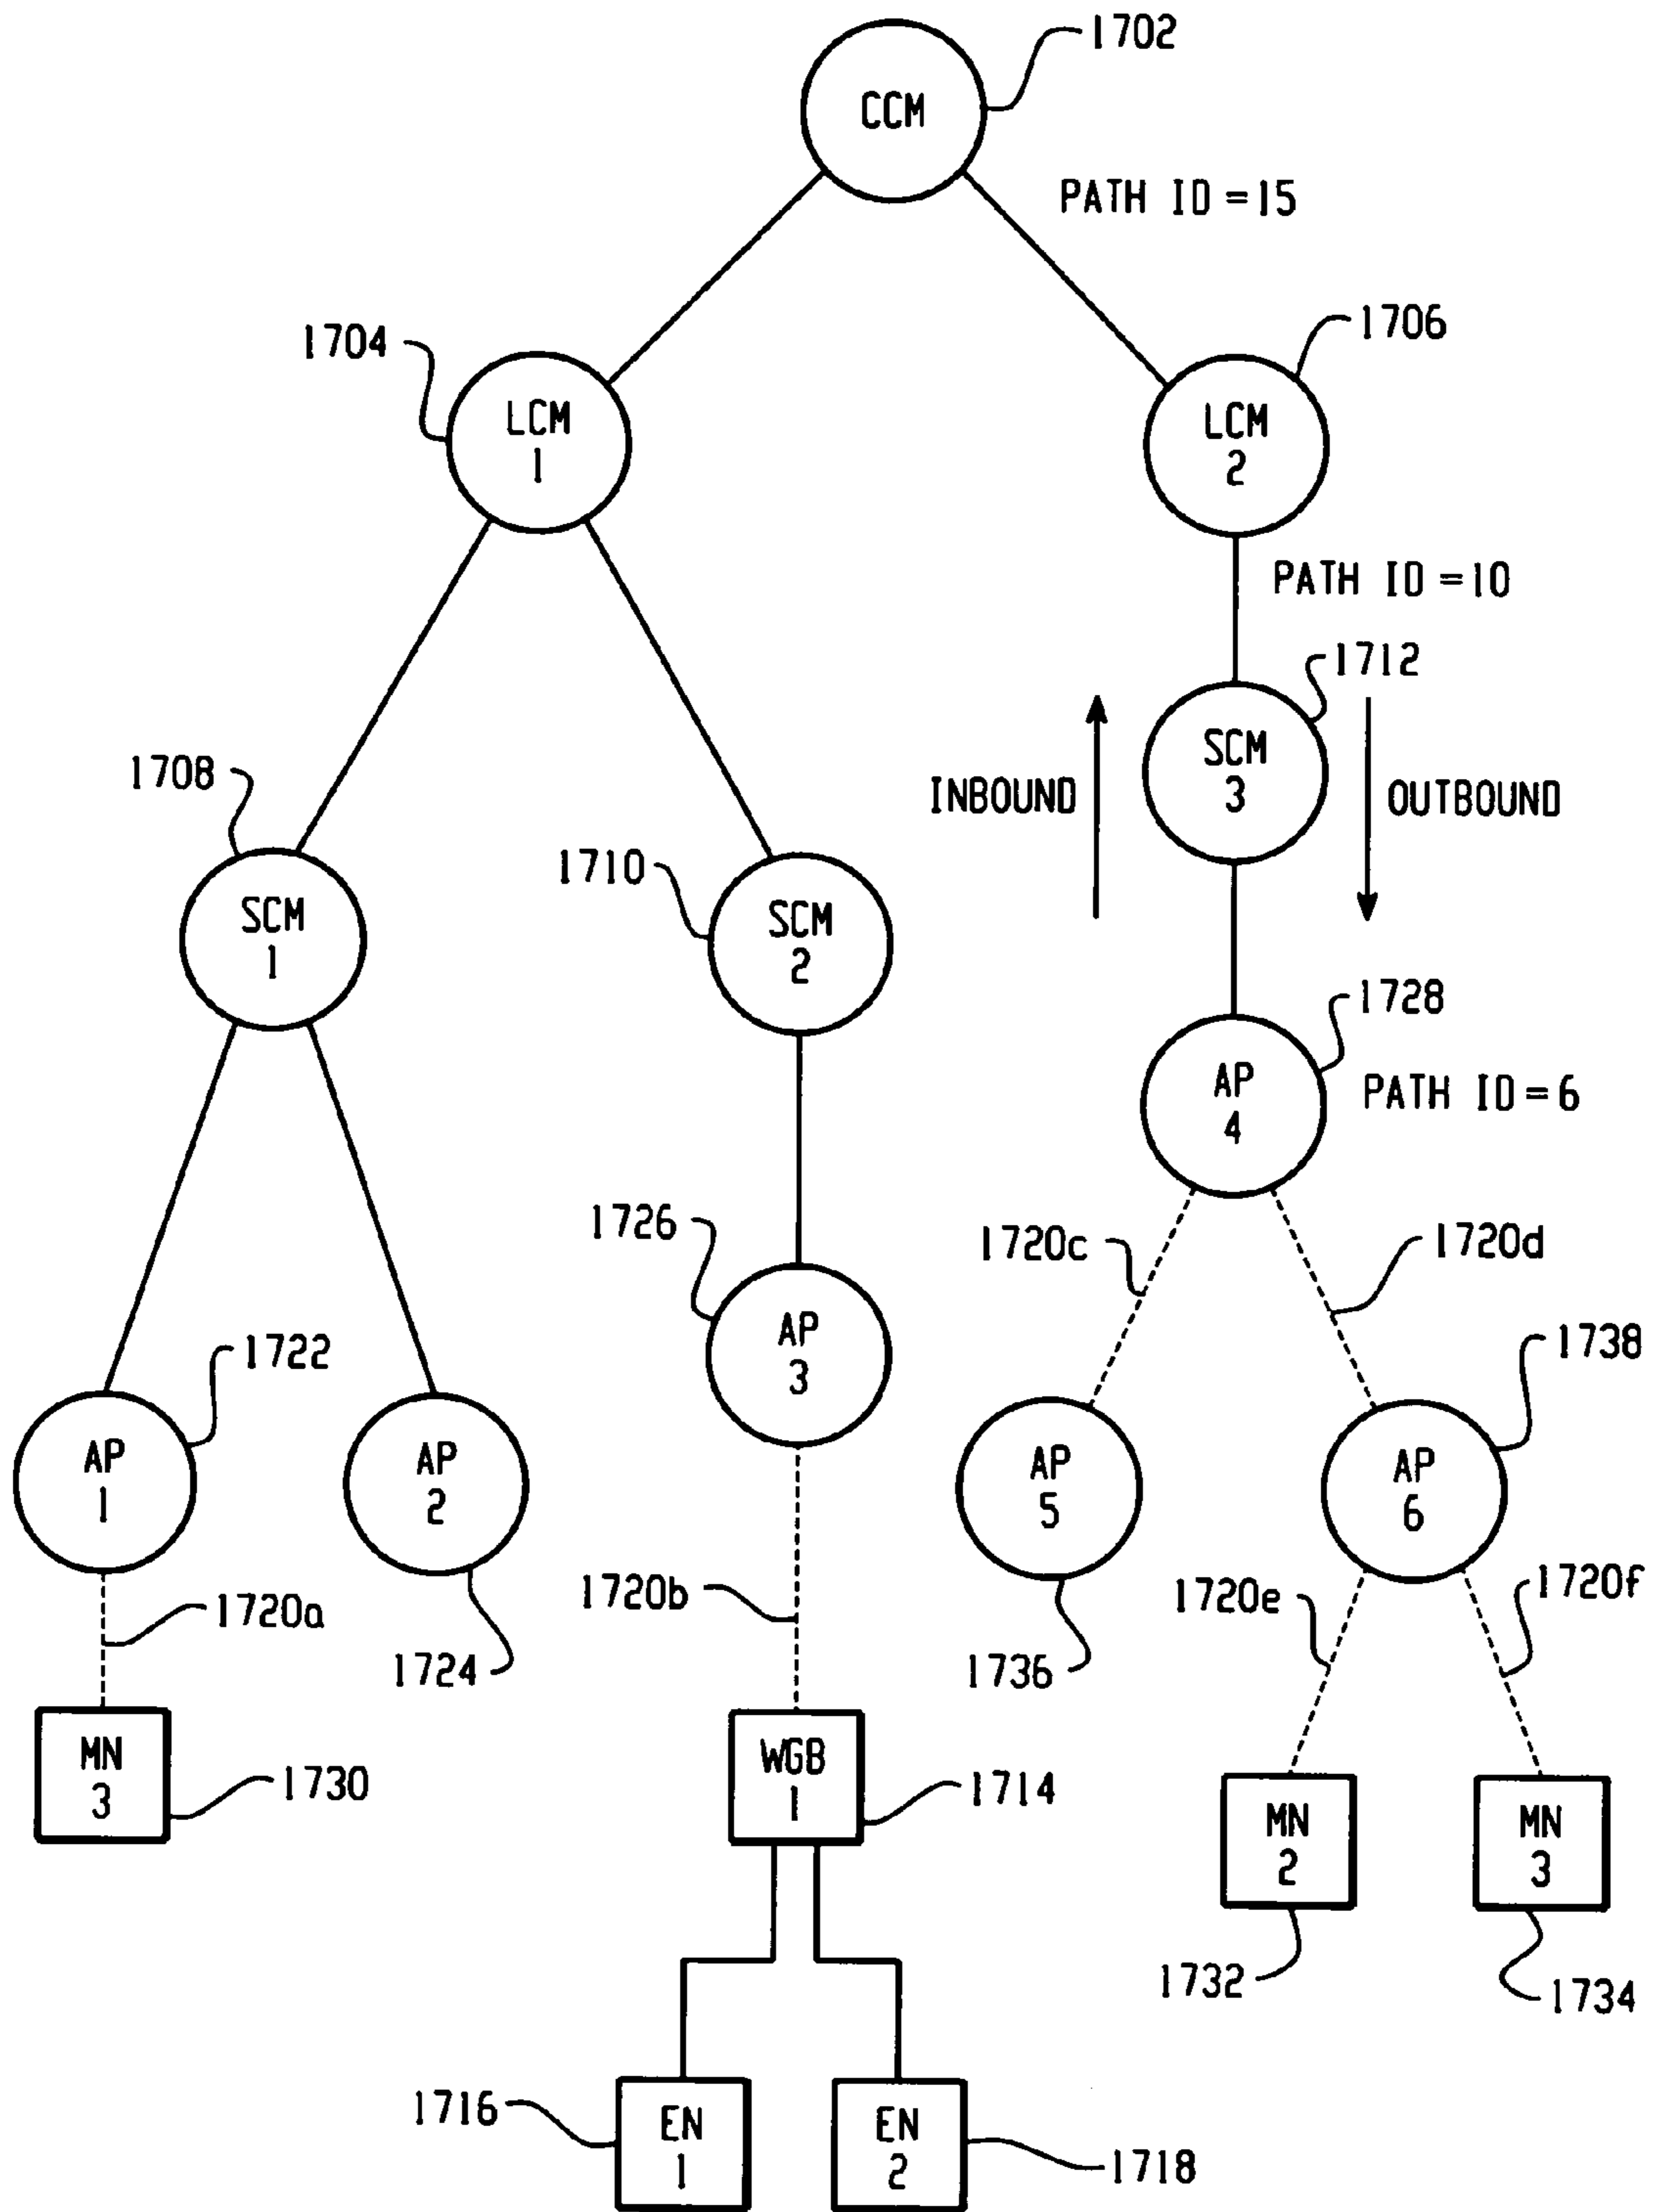 1702
CCM
PATH ID = 15
1704
LCM
1
1706
LCM
2
PATH ID = 10
1712
SCM
3
INBOUND
OUTBOUND
1708
SCM
1
1710
SCM
2
1728
AP
4
PATH ID = 6
1726
AP
3
1720c
1720d
1722
AP
1
AP
2
1724
1738
AP
5
1736
AP
6
1720a
1720b
1720e
1720f
MN
3
1730
WGB
1
1714
MN
2
1732
MN
3
1734
1716
EN
1
EN
2
1718